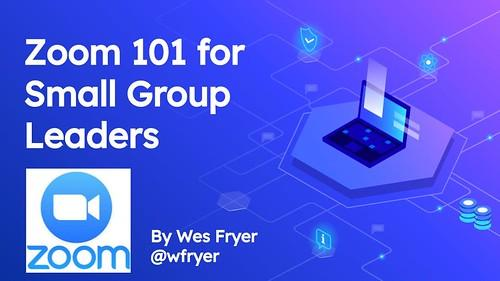 Zoom 101 for
Small Group
Leaders
zoom
By Wes Fryer
@wfryer